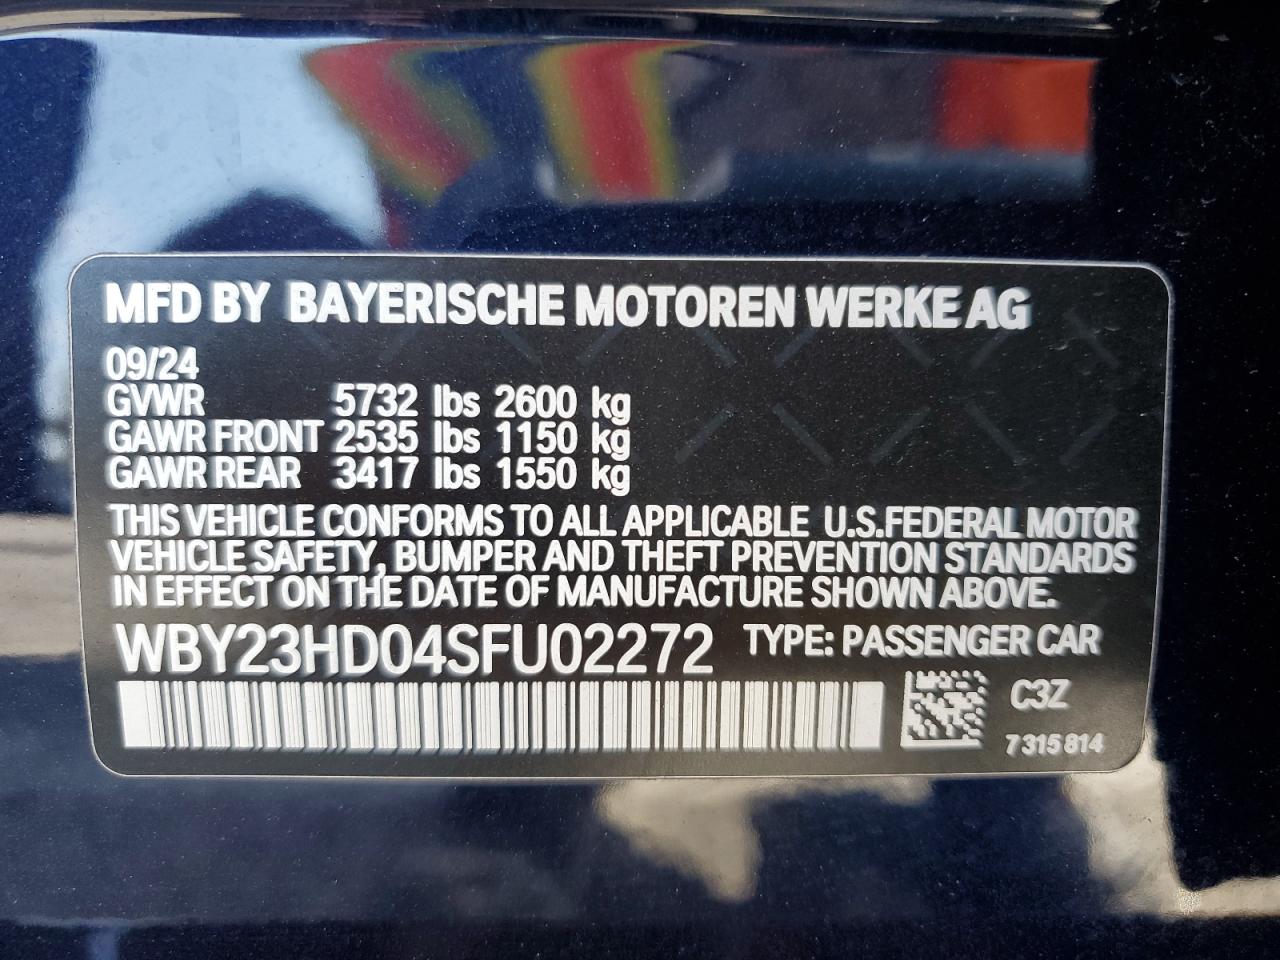 MFD BY BAYERISCHE MOTOREN WERKE AG
09/24
GVWR 5732 lbs 2600 kg
GAWR FRONT 2535 lbs 1150 kg
GAWR REAR 3417 lbs 1550 kg
THIS VEHICLE CONFORMS TO ALL APPLICABLE U.S.FEDERAL MOTOR
VEHICLE SAFETY, BUMPER AND THEFT PREVENTION STANDARDS
IN EFFECT ON THE DATE OF MANUFACTURE SHOWN ABOVE.
WBY23HD04SFU02272 TYPE: PASSENGER CAR
C3Z
7 315 814